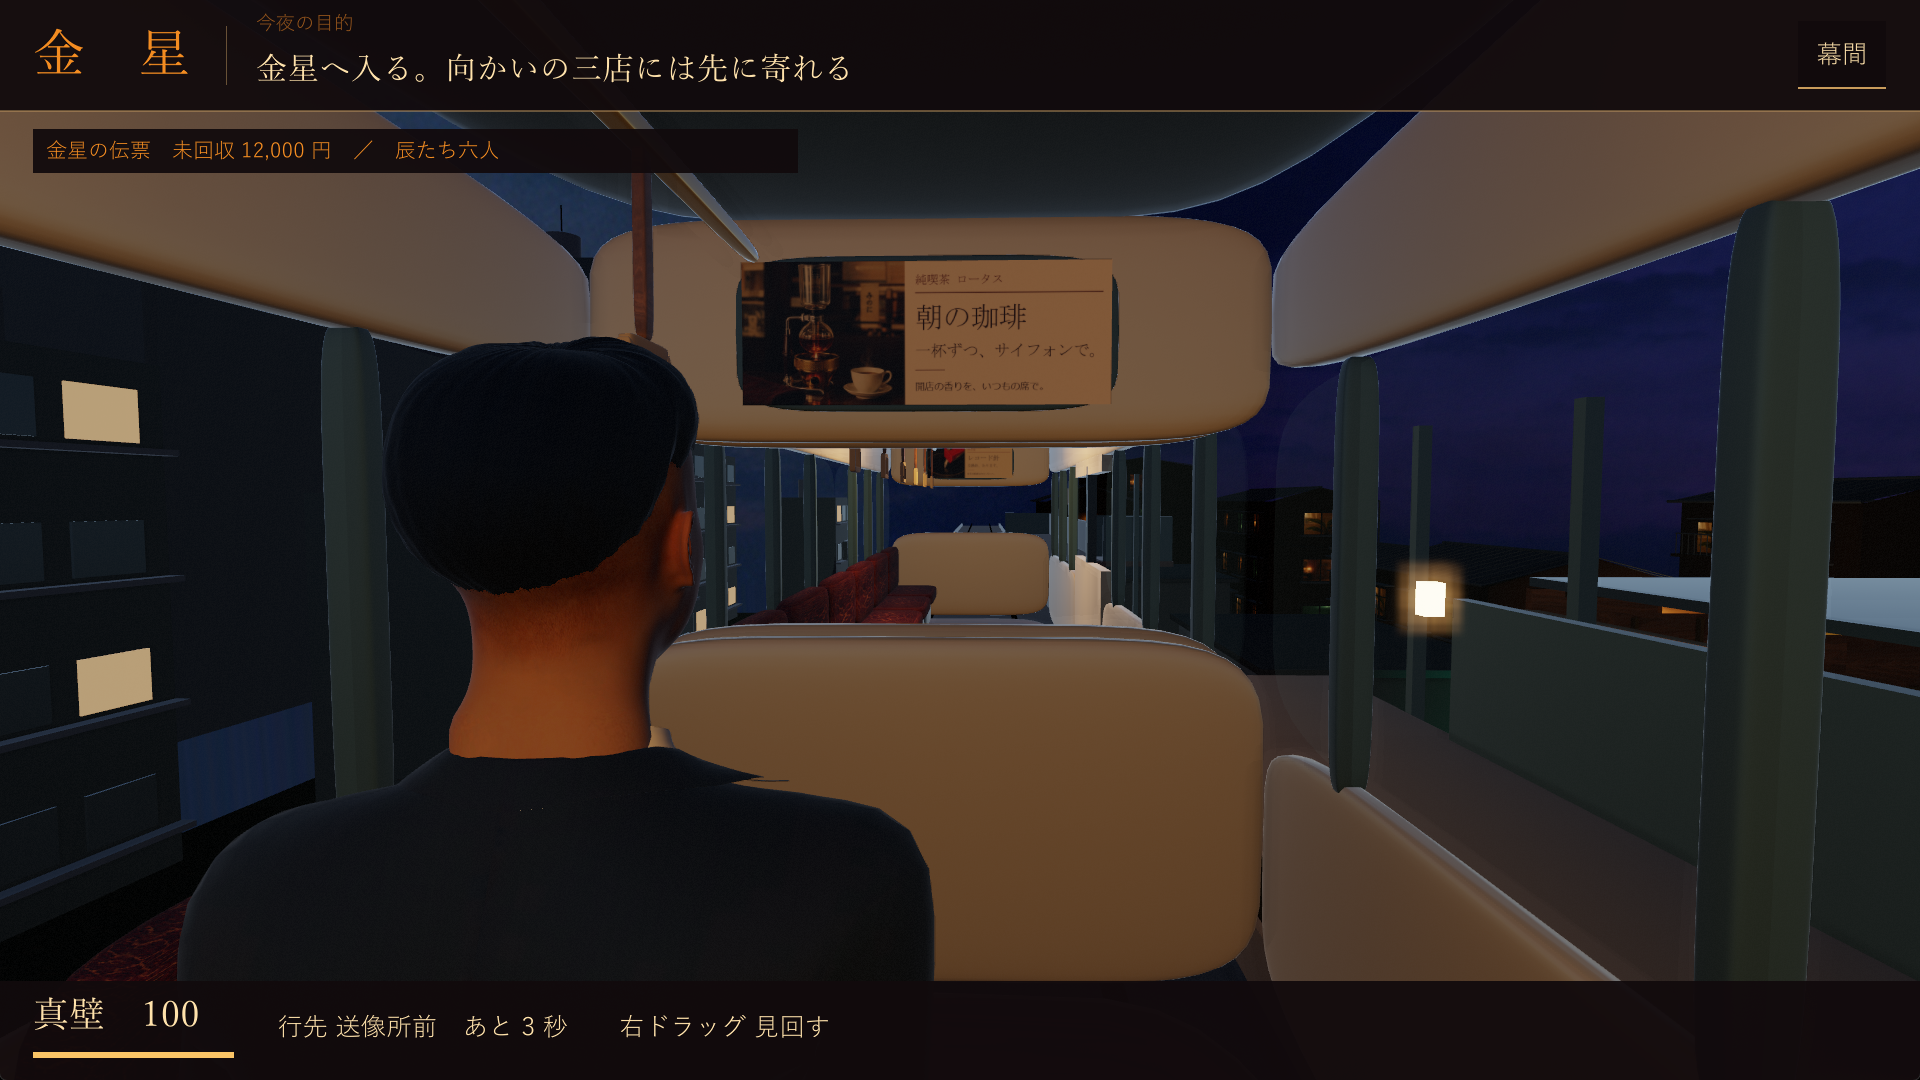 金星
今夜の目的
金星へ入る。向かいの三店には先に寄れる
幕間
金星の伝票 未回収 12,000 円 ／ 辰たち六人
純喫茶 ロータス
朝の珈琲
一杯ずつ、サイフォンで。
開店の香りを、いつもの席で。
真壁 100
行先 送像所前 あと 3 秒 右ドラッグ 見回す